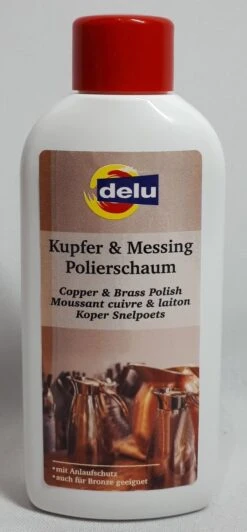 delu
Kupfer & Messing
Polierschaum
Copper & Brass Polish
Moussant cuivre & laiton
Koper Snelpoets
• mit Anlaufschutz
• auch für Bronze geeignet